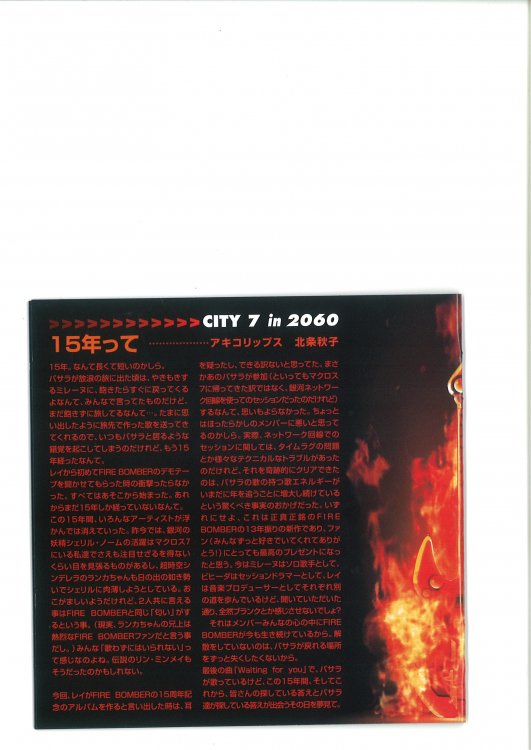 >>>>>>>>>>>>> CITY 7 in 2060
15年って ………………アキコリップス 北条秋子
15年。なんて長くて短いのかしら。
バサラが放浪の旅に出た頃は、やきもきす
るミレーヌに、飽きたらすぐに戻ってくる
よなんて、みんなで言ってたものだけど、
まだ飽きずに旅してるなんて…。たまに思
い出したように旅先で作った歌を送ってき
てくれるので、いつもバサラと居るような
錯覚を起こしてしまうのだけれど、もう15
年経ったなんて。
レイから初めてFIRE BOMBERのデモテー
プを聞かせてもらった時の衝撃ったらなか
った。すべてはあそこから始まった。あれ
からまだ15年しか経っていないなんて。
この15年間、いろんなアーティストが浮
かんでは消えていった。昨今では、銀河の
妖精シェリル・ノームの活躍はマクロス7
にいる私達でさえも注目せざるを得ない
くらい目を見張るものがあるし、超時空シ
ンデレラのランカちゃんも日の出の如き勢
いでシェリルに肉薄しようとしている。お
こがましいようだけれど、2人共に言える
事はFIRE BOMBERと同じ「匂い」がす
るという事。(現実、ランカちゃんの兄上は
熱烈なFIRE BOMBERファンだと言う事
だし。)みんな「歌わずにはいられない」っ
て感じなのよね。伝説のリン・ミンメイも
そうだったのかもしれない。
今回、レイがFIRE BOMBERの15周年記
念のアルバムを作ると言い出した時は、耳
を疑ったし、できる訳ないと思ってた。まさ
かあのバサラが参加(といってもマクロス
7に帰ってきた訳ではなく、銀河ネットワー
ク回線を使ってのセッションだったのだけれど)
するなんて、思いもよらなかった。ちょっと
はほったらかしのメンバーに悪いと思って
るのかしら。実際、ネットワーク回線での
セッションに関しては、タイムラグの問題
とか様々なテクニカルなトラブルがあった
のだけれど、それを奇跡的にクリアできた
のは、バサラの歌の持つ歌エネルギーが
いまだに年を追うごとに増大し続けている
という驚くべき事実のおかげだった。いず
れにせよ、これは正真正銘のFIRE
BOMBERの13年振りの新作であり、ファ
ン(みんなずっと好きでいてくれてありが
とう!)にとっても最高のプレゼントになっ
たと思う。今はミレーヌはソロ歌手として、
ビヒーダはセッションドラマーとして、レイ
は音楽プロデューサーとしてそれぞれ別
の道を歩んでいるけど、聞いていただいた
通り、全然ブランクとか感じさせないでしょ?
それはメンバーみんなの心の中にFIRE
BOMBERが今も生き続けているから。解
散をしていないのは、バサラが戻れる場所
をずっと失くしたくないから。
最後の曲「Waiting for you」で、バサラ
が歌っているけど、この15年間、そしてこ
れから、皆さんの探している答えとバサラ
達が探している答えが出会うその日を夢見て。